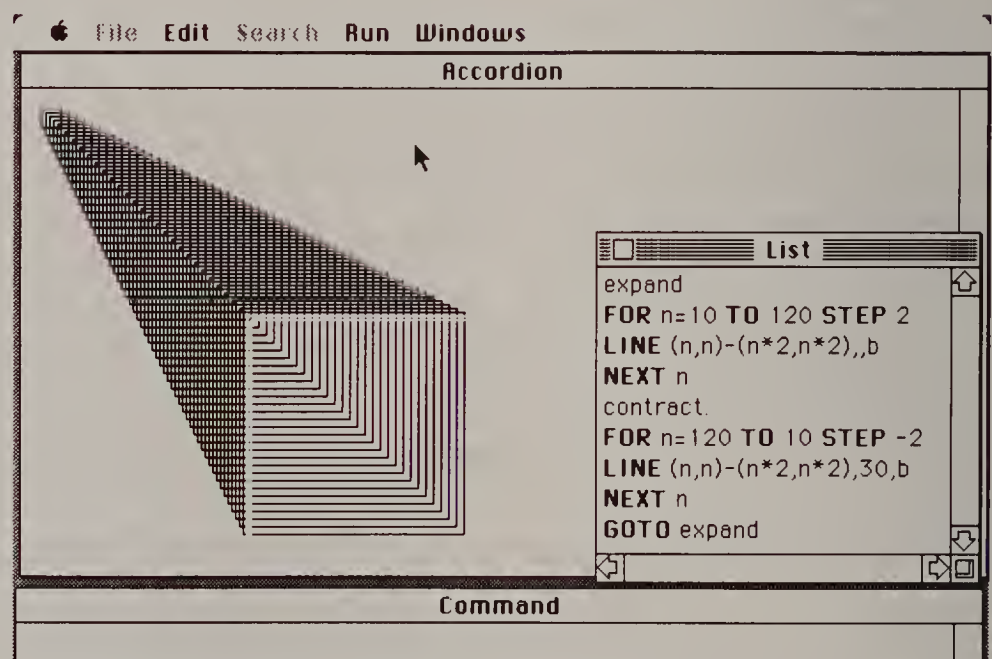 File Edit Search Run Windows
Accordion
List
expand
FOR n=10 TO 120 STEP 2
LINE (n,n)-(n*2,n*2),,b
NEXT n
contract.
FOR n=120 TO 10 STEP -2
LINE (n,n)-(n*2,n*2),30,b
NEXT n
GOTO expand
Command